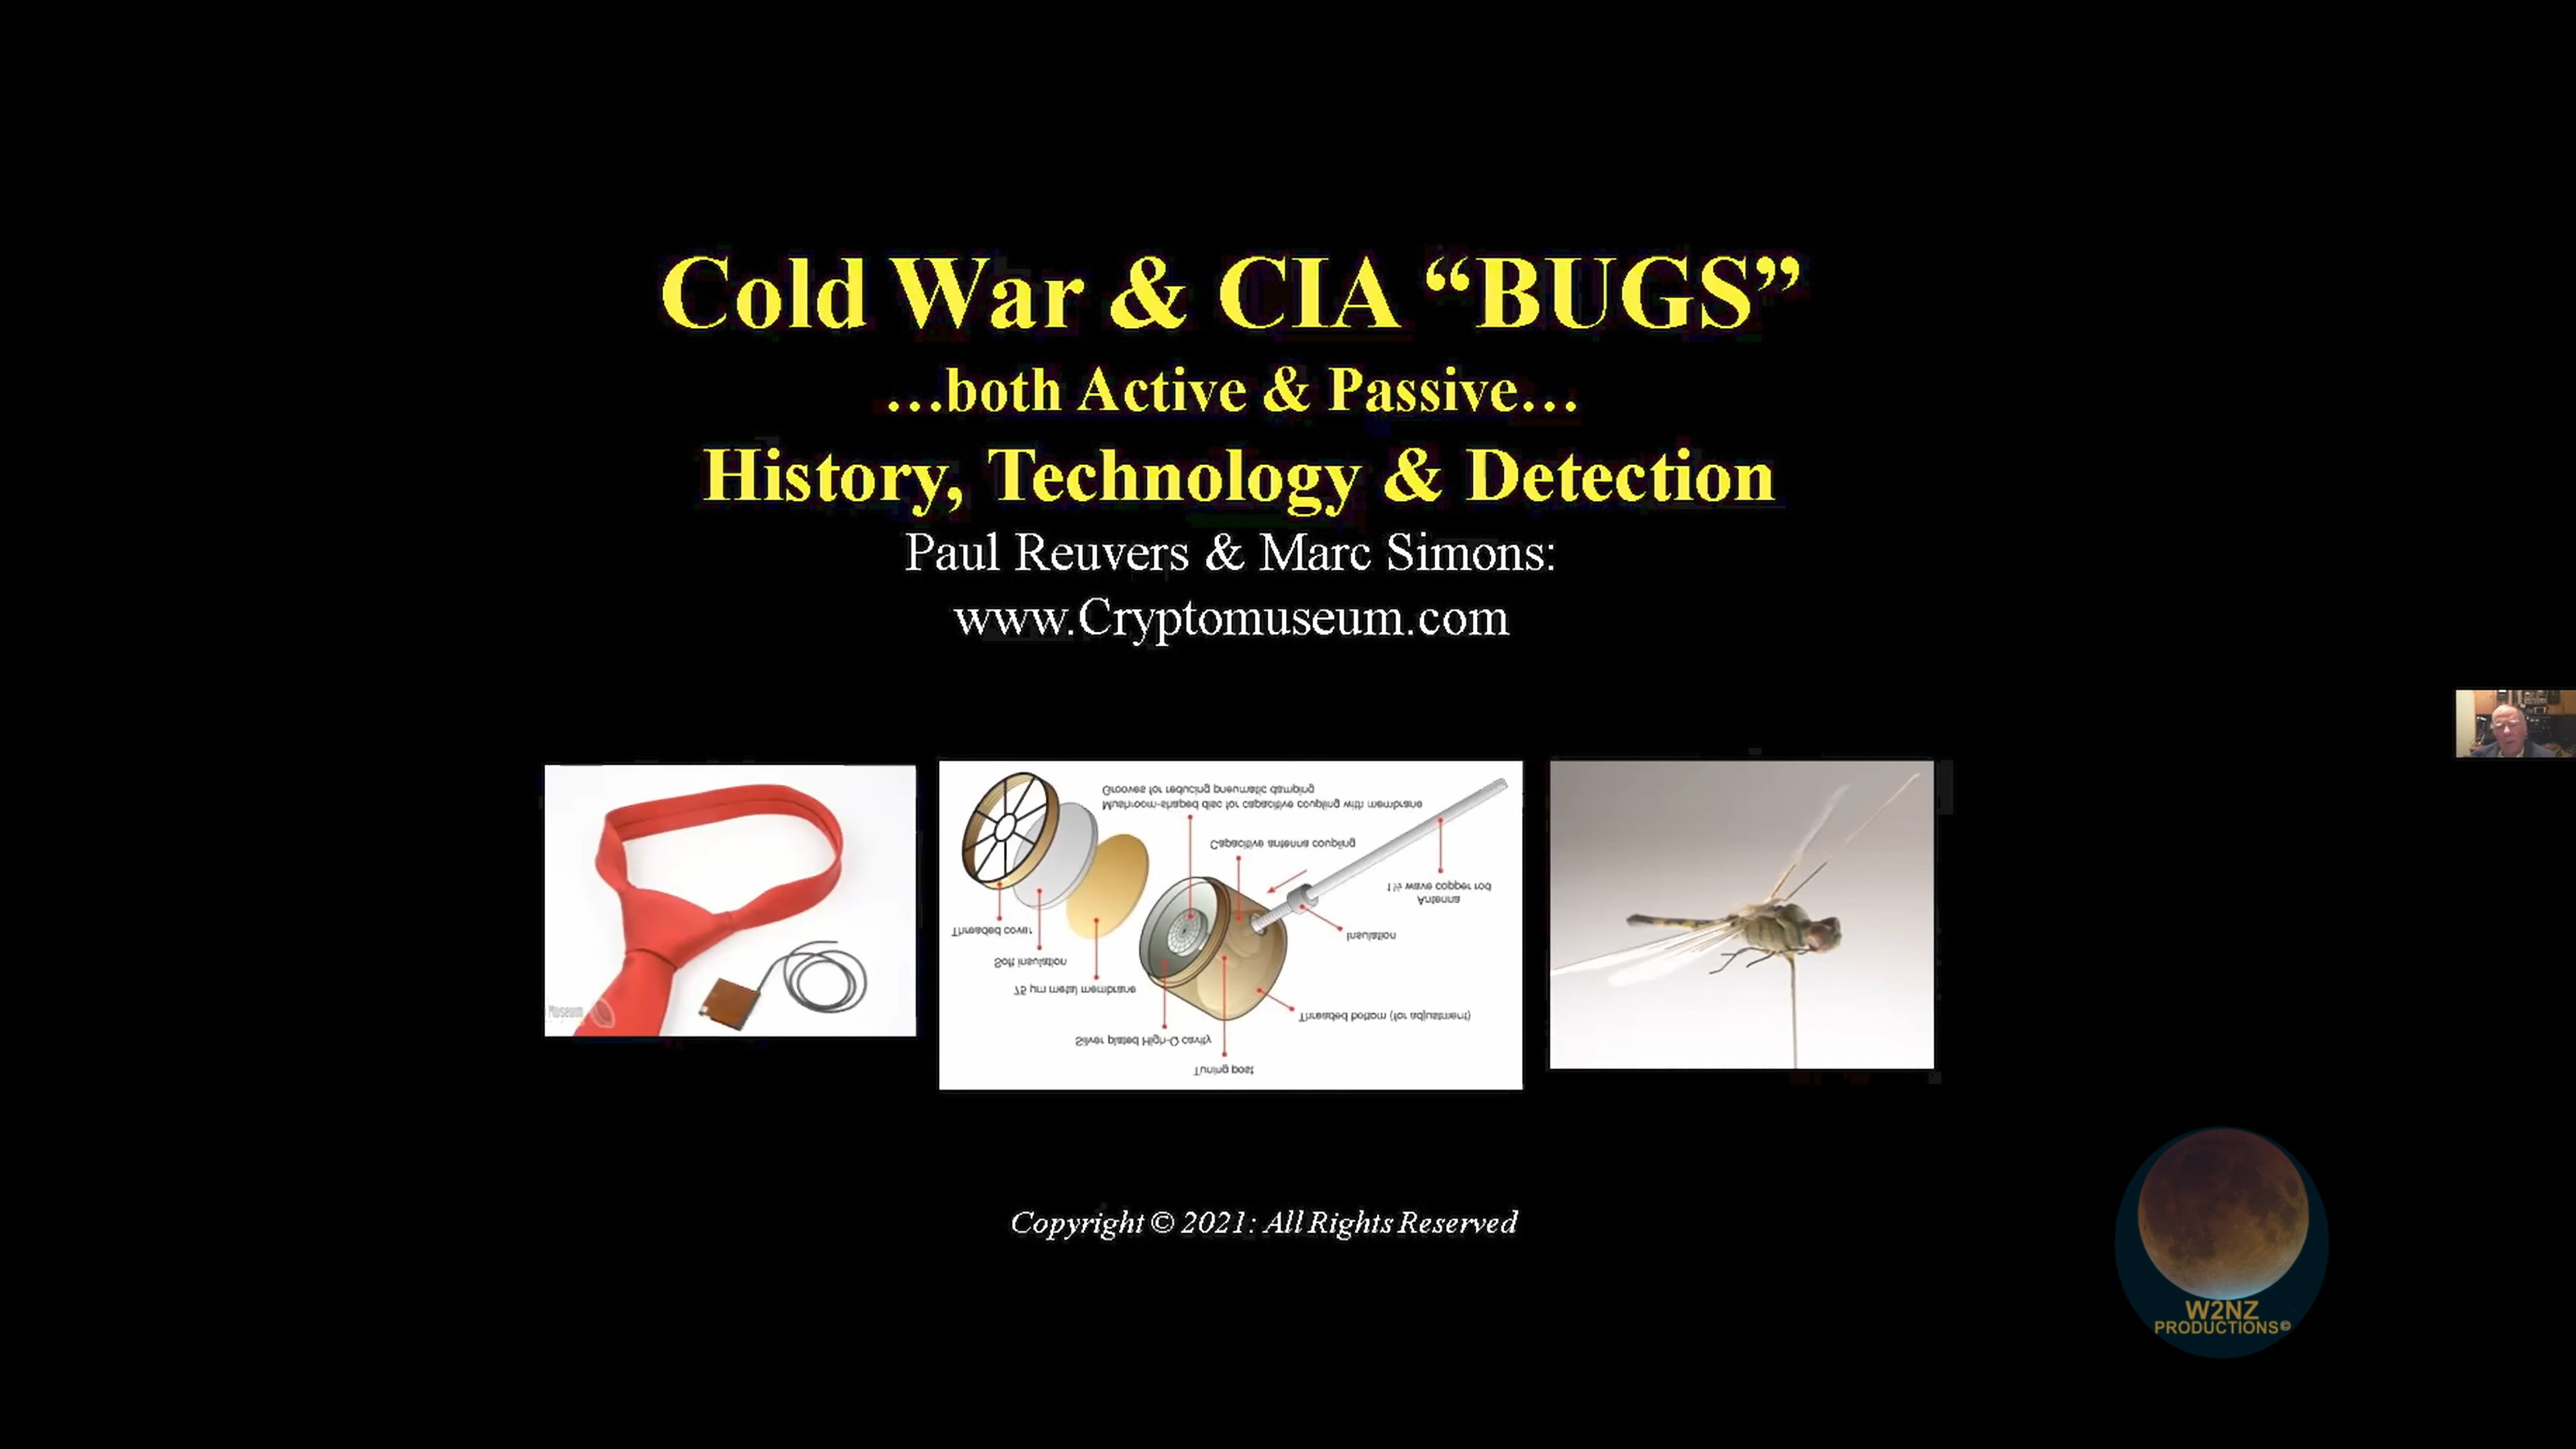 Cold War & CIA “BUGS”
…both Active & Passive…
History, Technology & Detection
Paul Reuvers & Marc Simons:
www.Cryptomuseum.com
Museum
Grooves for reducing pneumatic damping
Mushroom-shaped disc for capacitive coupling with membrane
Capacitive antenna coupling
1¼ wave copper rod
Antenna
Threaded cover
Insulation
Soft insulation
75 µm metal membrane
Threaded bottom (for adjustment)
Silver plated High-Q cavity
Tuning post
Copyright © 2021: All Rights Reserved
W2NZ
PRODUCTIONS©